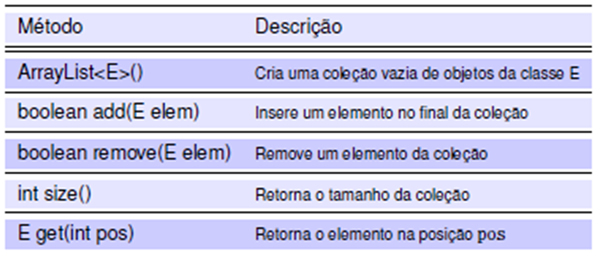 Método Descrição
ArrayList<E>() Cria uma coleção vazia de objetos da classe E
boolean add(E elem) Insere um elemento no final da coleção
boolean remove(E elem) Remove um elemento da coleção
int size() Retorna o tamanho da coleção
E get(int pos) Retorna o elemento na posição pos